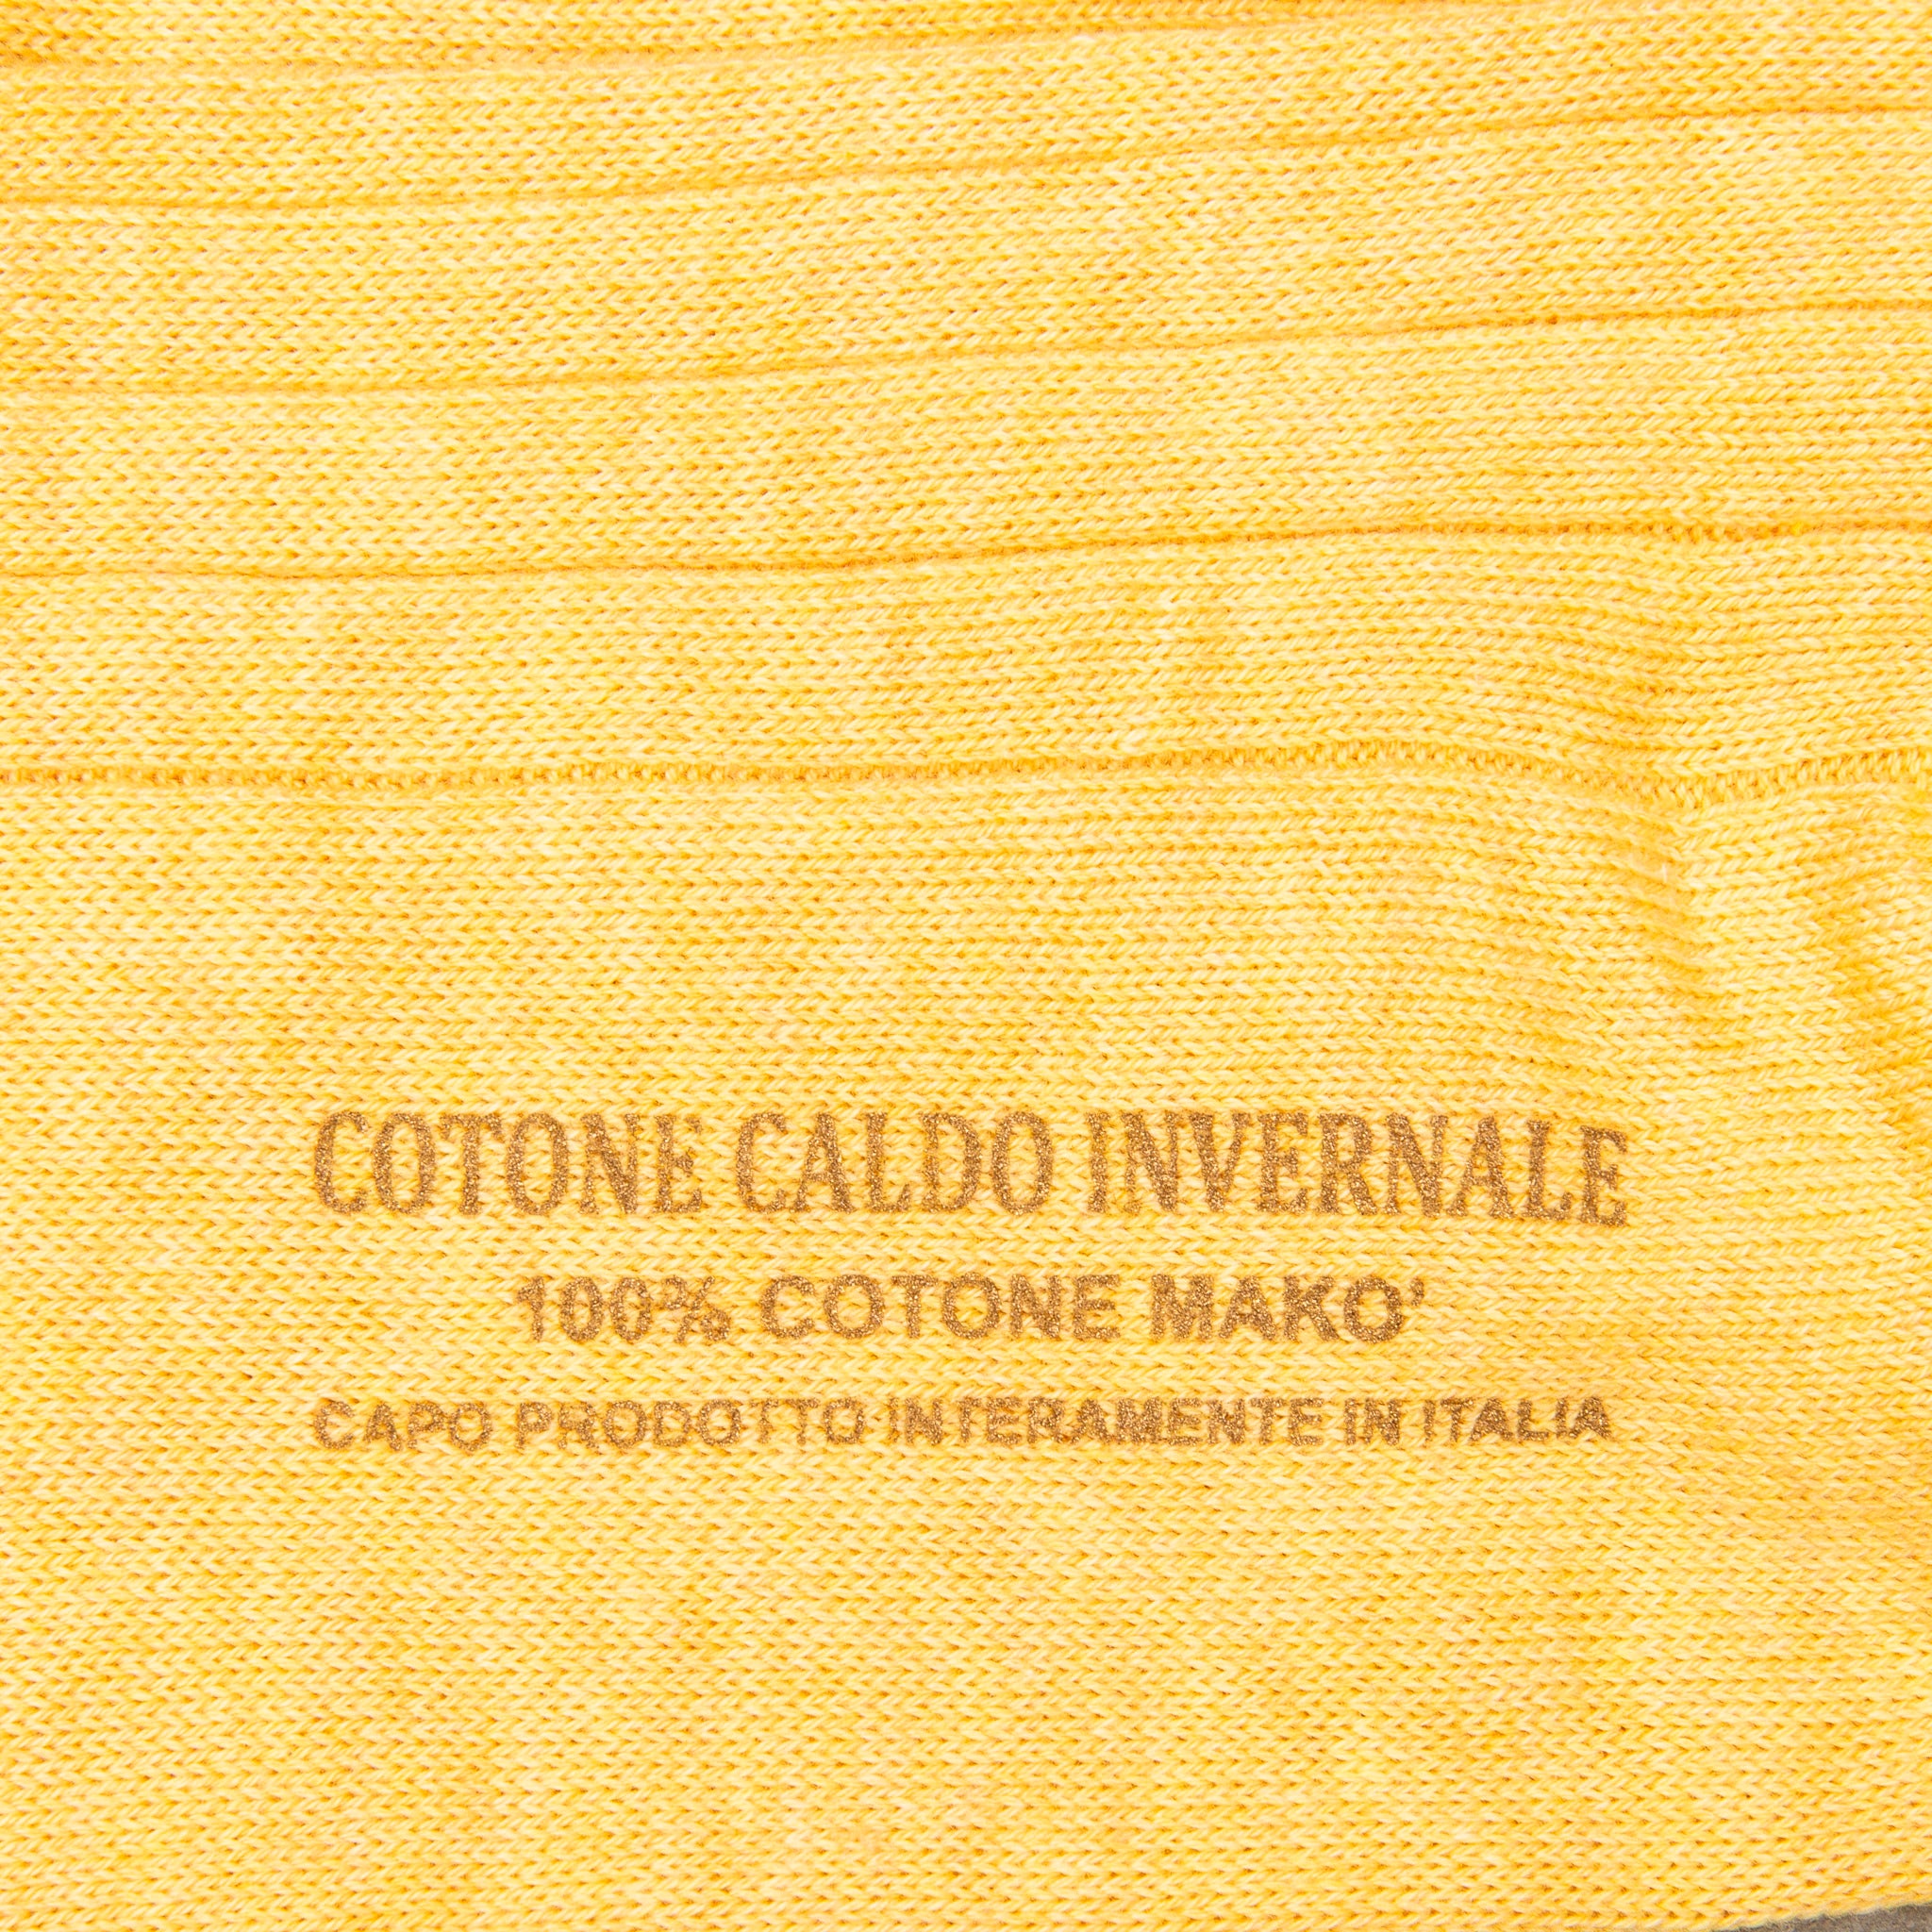 COTONE CALDO INVERNALE
100% COTONE MAKO'
CAPO PRODOTTO INTERAMENTE IN ITALIA